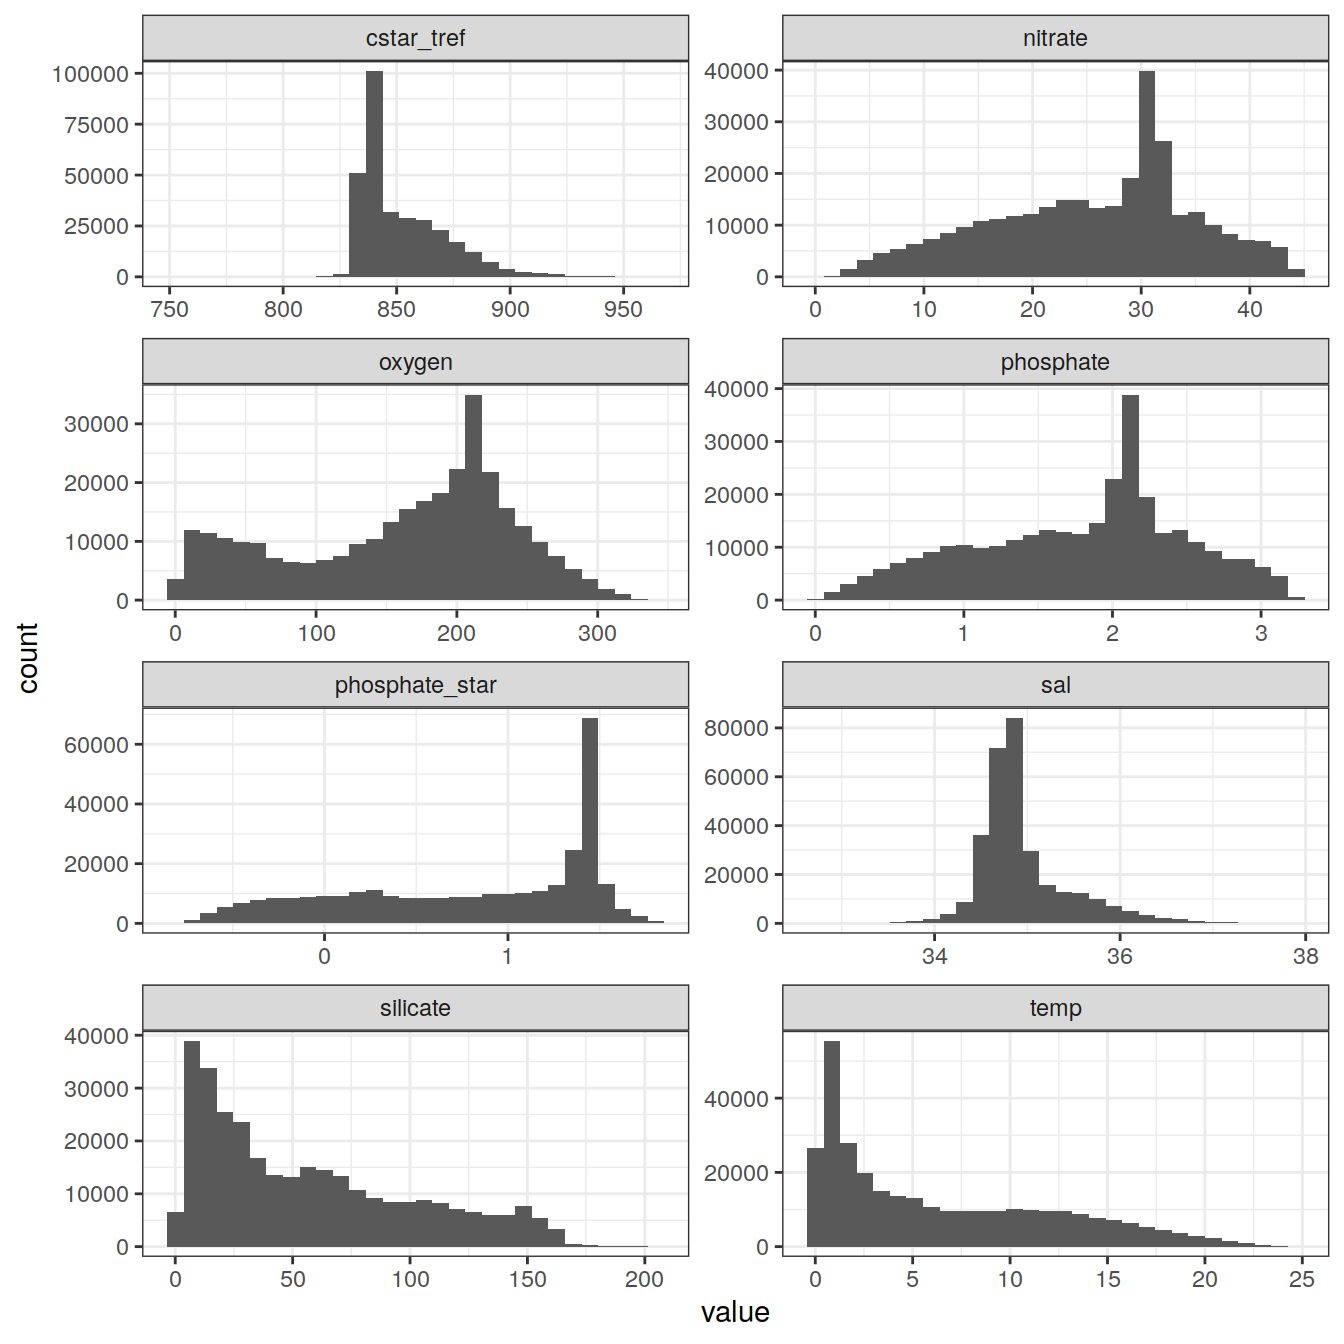 cstar_tref
nitrate
100000
75000
50000
25000
0
750 800 850 900 950
40000
30000
20000
10000
0
0 10 20 30 40
oxygen
phosphate
30000
20000
10000
0
0 100 200 300
40000
30000
20000
10000
0
0 1 2 3
count
phosphate_star
sal
60000
40000
20000
0
0 1
80000
60000
40000
20000
0
34 36 38
silicate
temp
40000
30000
20000
10000
0
0 50 100 150 200
40000
20000
0
0 5 10 15 20 25
value